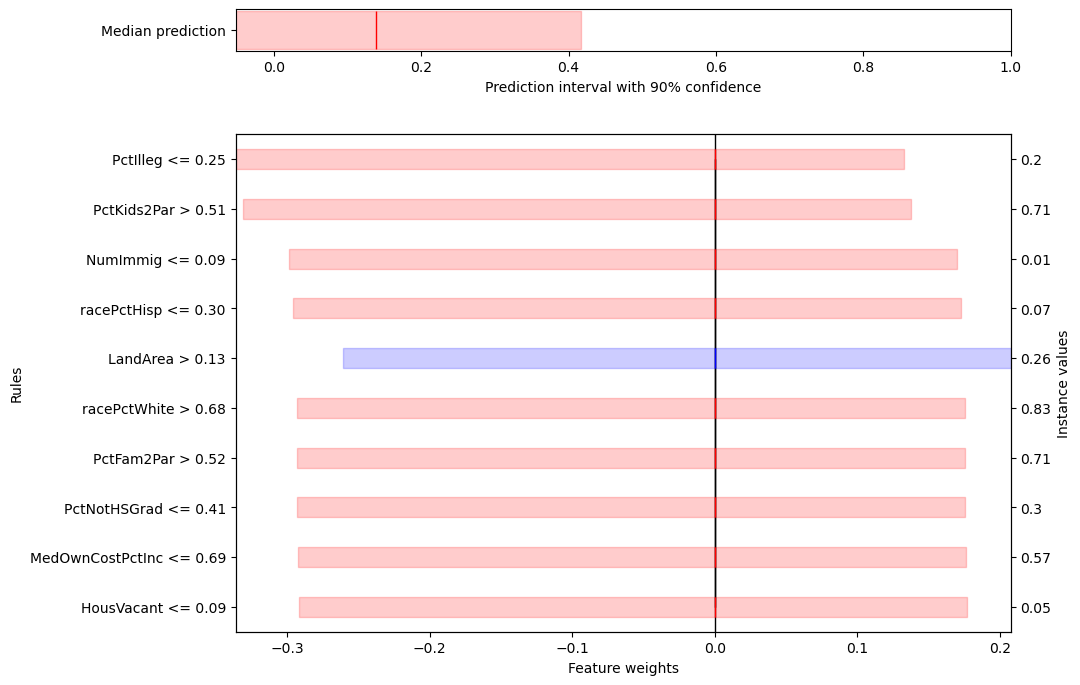 Median prediction
0.0 0.2 0.4 0.6 0.8 1.0
Prediction interval with 90% confidence
PctIlleg <= 0.25 0.2
PctKids2Par > 0.51 0.71
NumImmig <= 0.09 0.01
racePctHisp <= 0.30 0.07
LandArea > 0.13 0.26
racePctWhite > 0.68 0.83
PctFam2Par > 0.52 0.71
PctNotHSGrad <= 0.41 0.3
MedOwnCostPctInc <= 0.69 0.57
HousVacant <= 0.09 0.05
Rules
Instance values
−0.3 −0.2 −0.1 0.0 0.1 0.2
Feature weights